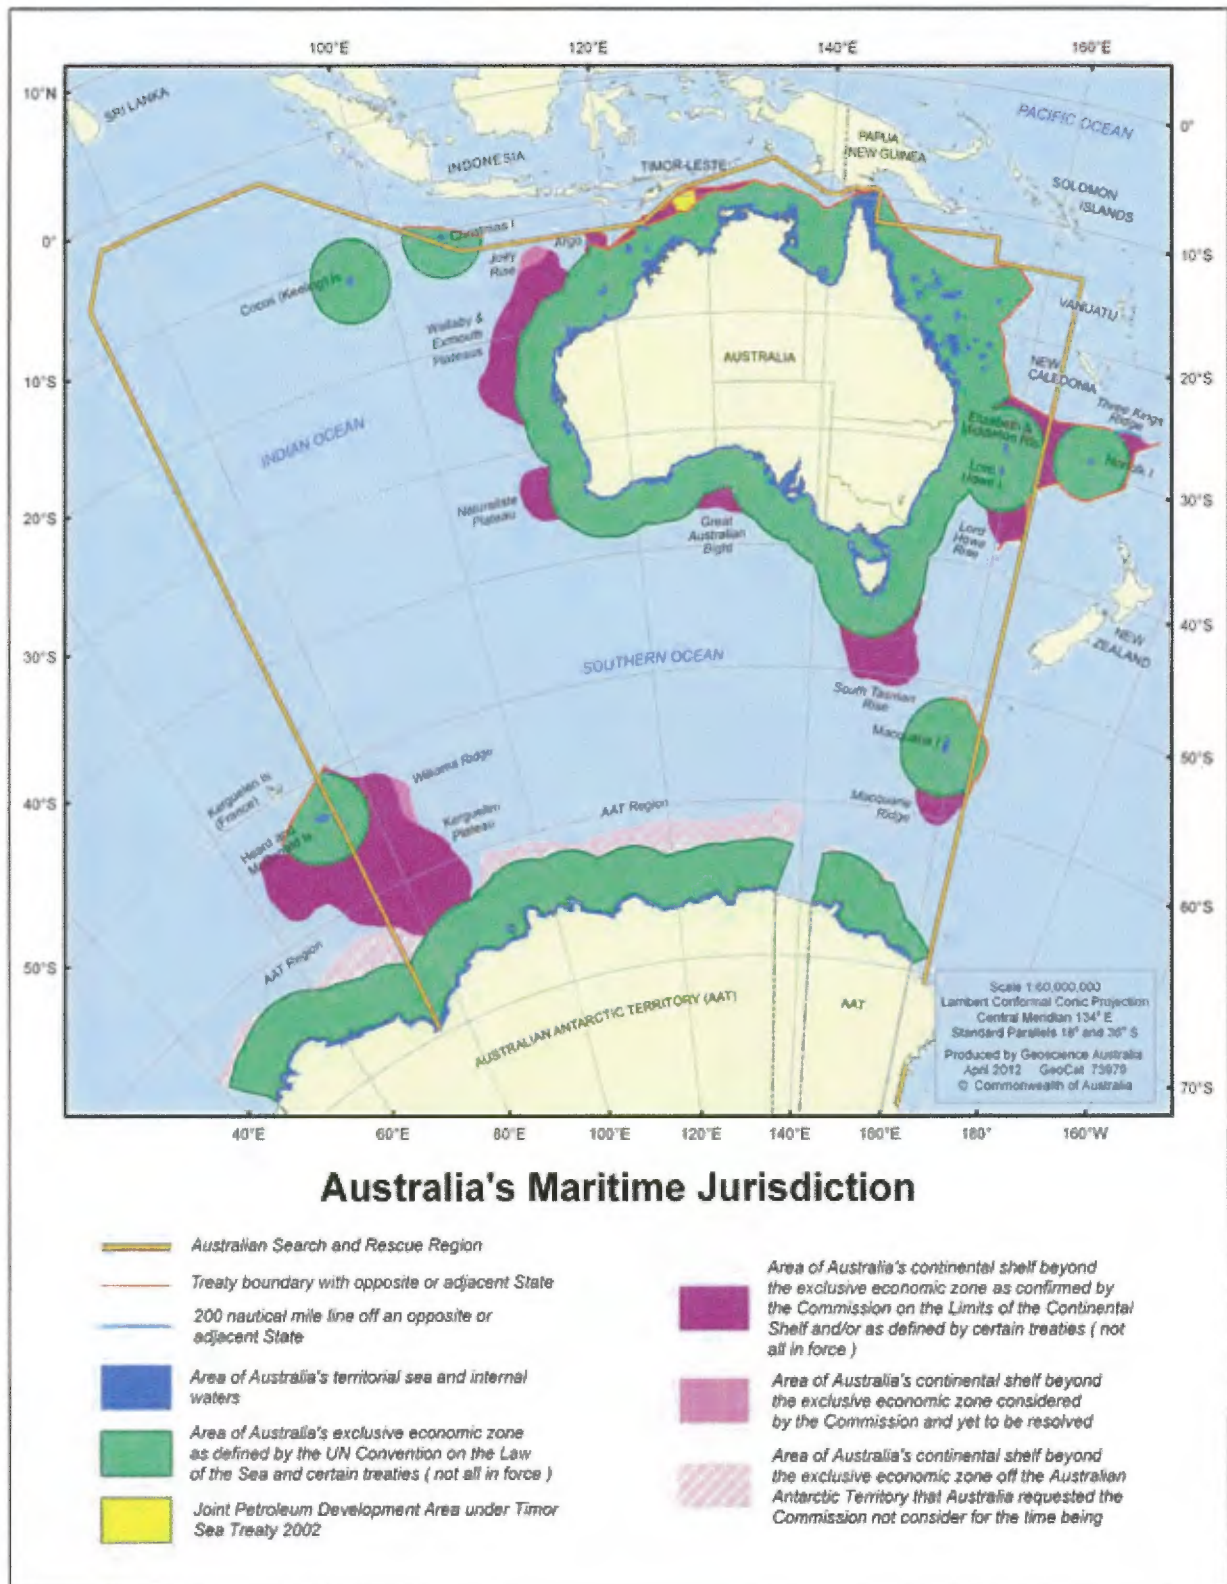 100°E 120°E 140°E 160°E
10°N
SRI LANKA
PACIFIC OCEAN
0°
PAPUA
NEW GUINEA
INDONESIA
TIMOR-LESTE
SOLOMON
ISLANDS
0°
Christmas I
Argo
Joey
Rise
10°S
Cocos (Keeling) Is
VANUATU
Wallaby &
Exmouth
Plateaus
AUSTRALIA
NEW
CALEDONIA
10°S
20°S
Three Kings
Ridge
INDIAN OCEAN
Elizabeth &
Middleton Rfs
Norfolk I
Lord
Howe I
Naturaliste
Plateau
30°S
20°S
Great
Australian
Bight
Lord
Howe
Rise
40°S
NEW
ZEALAND
30°S
SOUTHERN OCEAN
South Tasman
Rise
Macquarie I
50°S
Williams Ridge
Kerguelen Is
(France)
40°S
Kerguelen
Plateau
AAT Region
Macquarie
Ridge
Heard and
McDonald Is
60°S
AAT Region
50°S
AUSTRALIAN ANTARCTIC TERRITORY (AAT)
AAT
Scale 1:60,000,000
Lambert Conformal Conic Projection
Central Meridian 134° E
Standard Parallels 18° and 36° S
Produced by Geoscience Australia
April 2012 GeoCat 73979
© Commonwealth of Australia
70°S
40°E 60°E 80°E 100°E 120°E 140°E 160°E 180° 160°W
Australia's Maritime Jurisdiction
Australian Search and Rescue Region
Treaty boundary with opposite or adjacent State
200 nautical mile line off an opposite or
adjacent State
Area of Australia's territorial sea and internal
waters
Area of Australia's exclusive economic zone
as defined by the UN Convention on the Law
of the Sea and certain treaties ( not all in force )
Joint Petroleum Development Area under Timor
Sea Treaty 2002
Area of Australia's continental shelf beyond
the exclusive economic zone as confirmed by
the Commission on the Limits of the Continental
Shelf and/or as defined by certain treaties ( not
all in force )
Area of Australia's continental shelf beyond
the exclusive economic zone considered
by the Commission and yet to be resolved
Area of Australia's continental shelf beyond
the exclusive economic zone off the Australian
Antarctic Territory that Australia requested the
Commission not consider for the time being